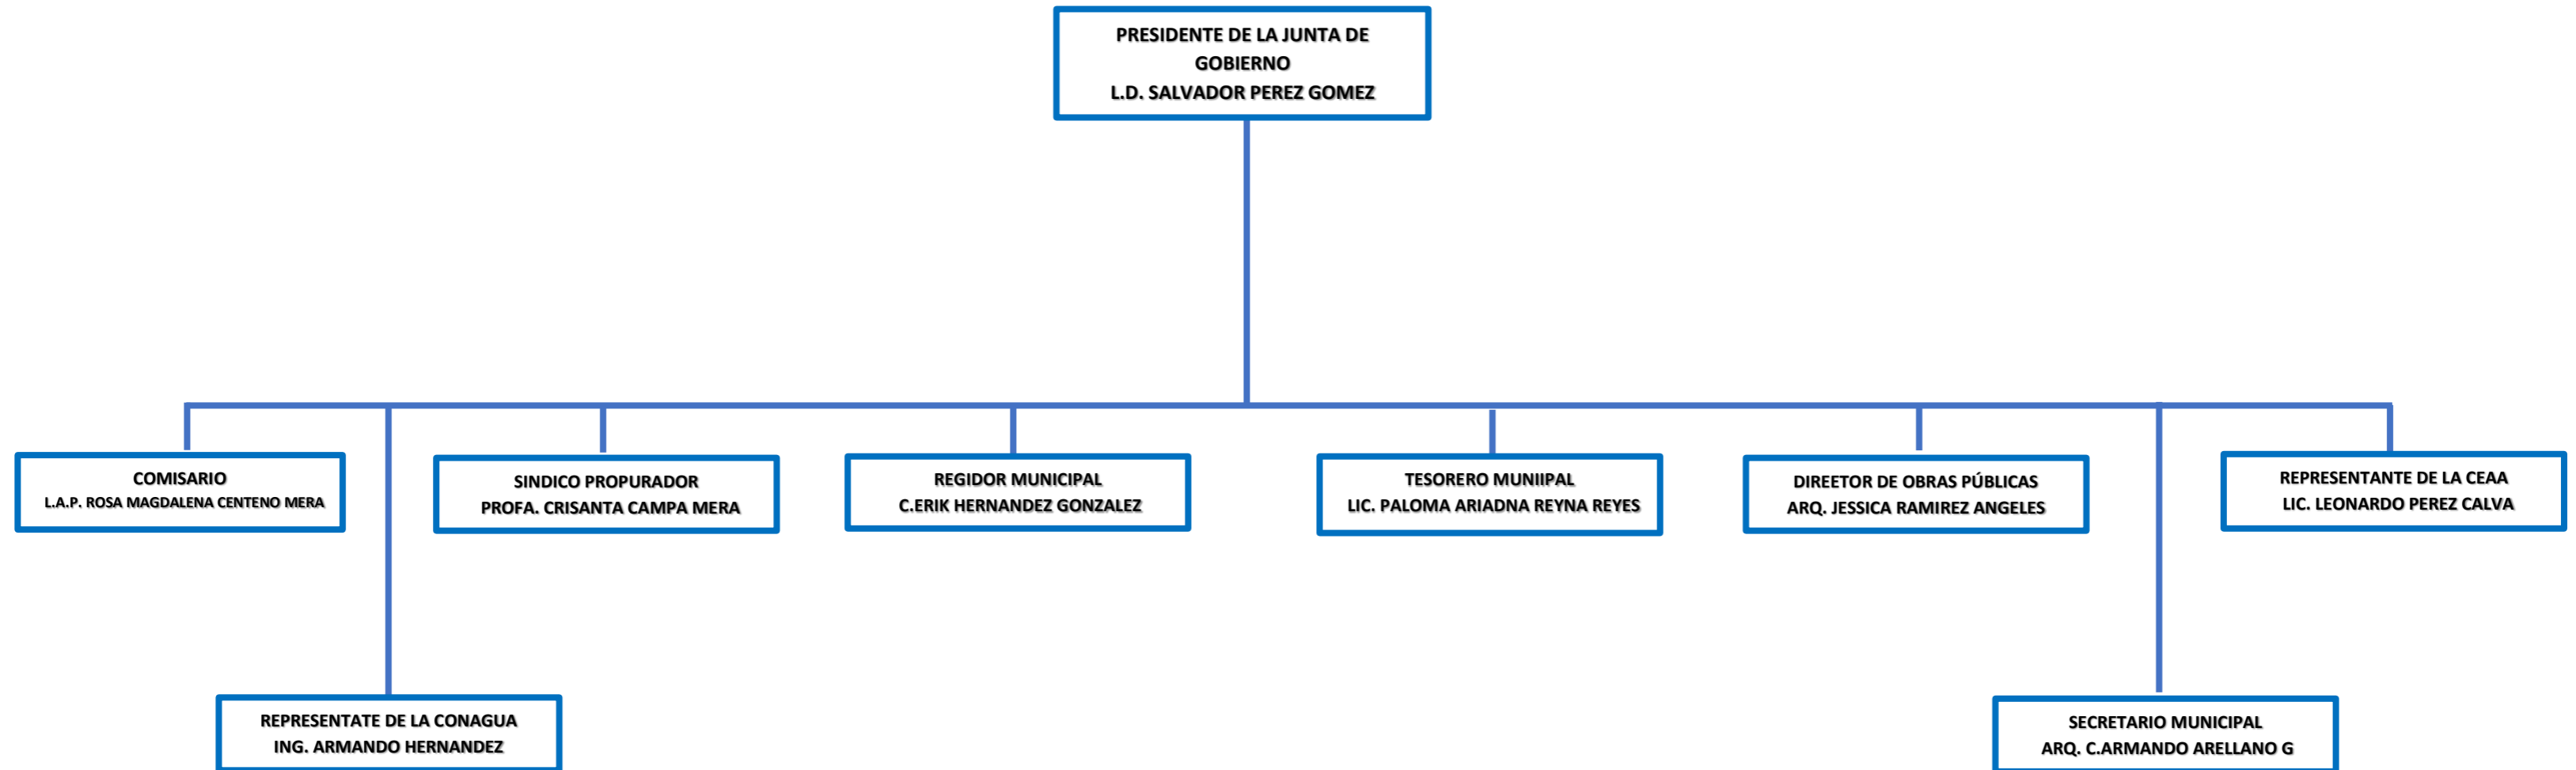 PRESIDENTE DE LA JUNTA DE
GOBIERNO
L.D. SALVADOR PEREZ GOMEZ
COMISARIO
L.A.P. ROSA MAGDALENA CENTENO MERA
SINDICO PROPURADOR
PROFA. CRISANTA CAMPA MERA
REGIDOR MUNICIPAL
C.ERIK HERNANDEZ GONZALEZ
TESORERO MUNIIPAL
LIC. PALOMA ARIADNA REYNA REYES
DIREETOR DE OBRAS PÚBLICAS
ARQ. JESSICA RAMIREZ ANGELES
REPRESENTANTE DE LA CEAA
LIC. LEONARDO PEREZ CALVA
REPRESENTATE DE LA CONAGUA
ING. ARMANDO HERNANDEZ
SECRETARIO MUNICIPAL
ARQ. C.ARMANDO ARELLANO G